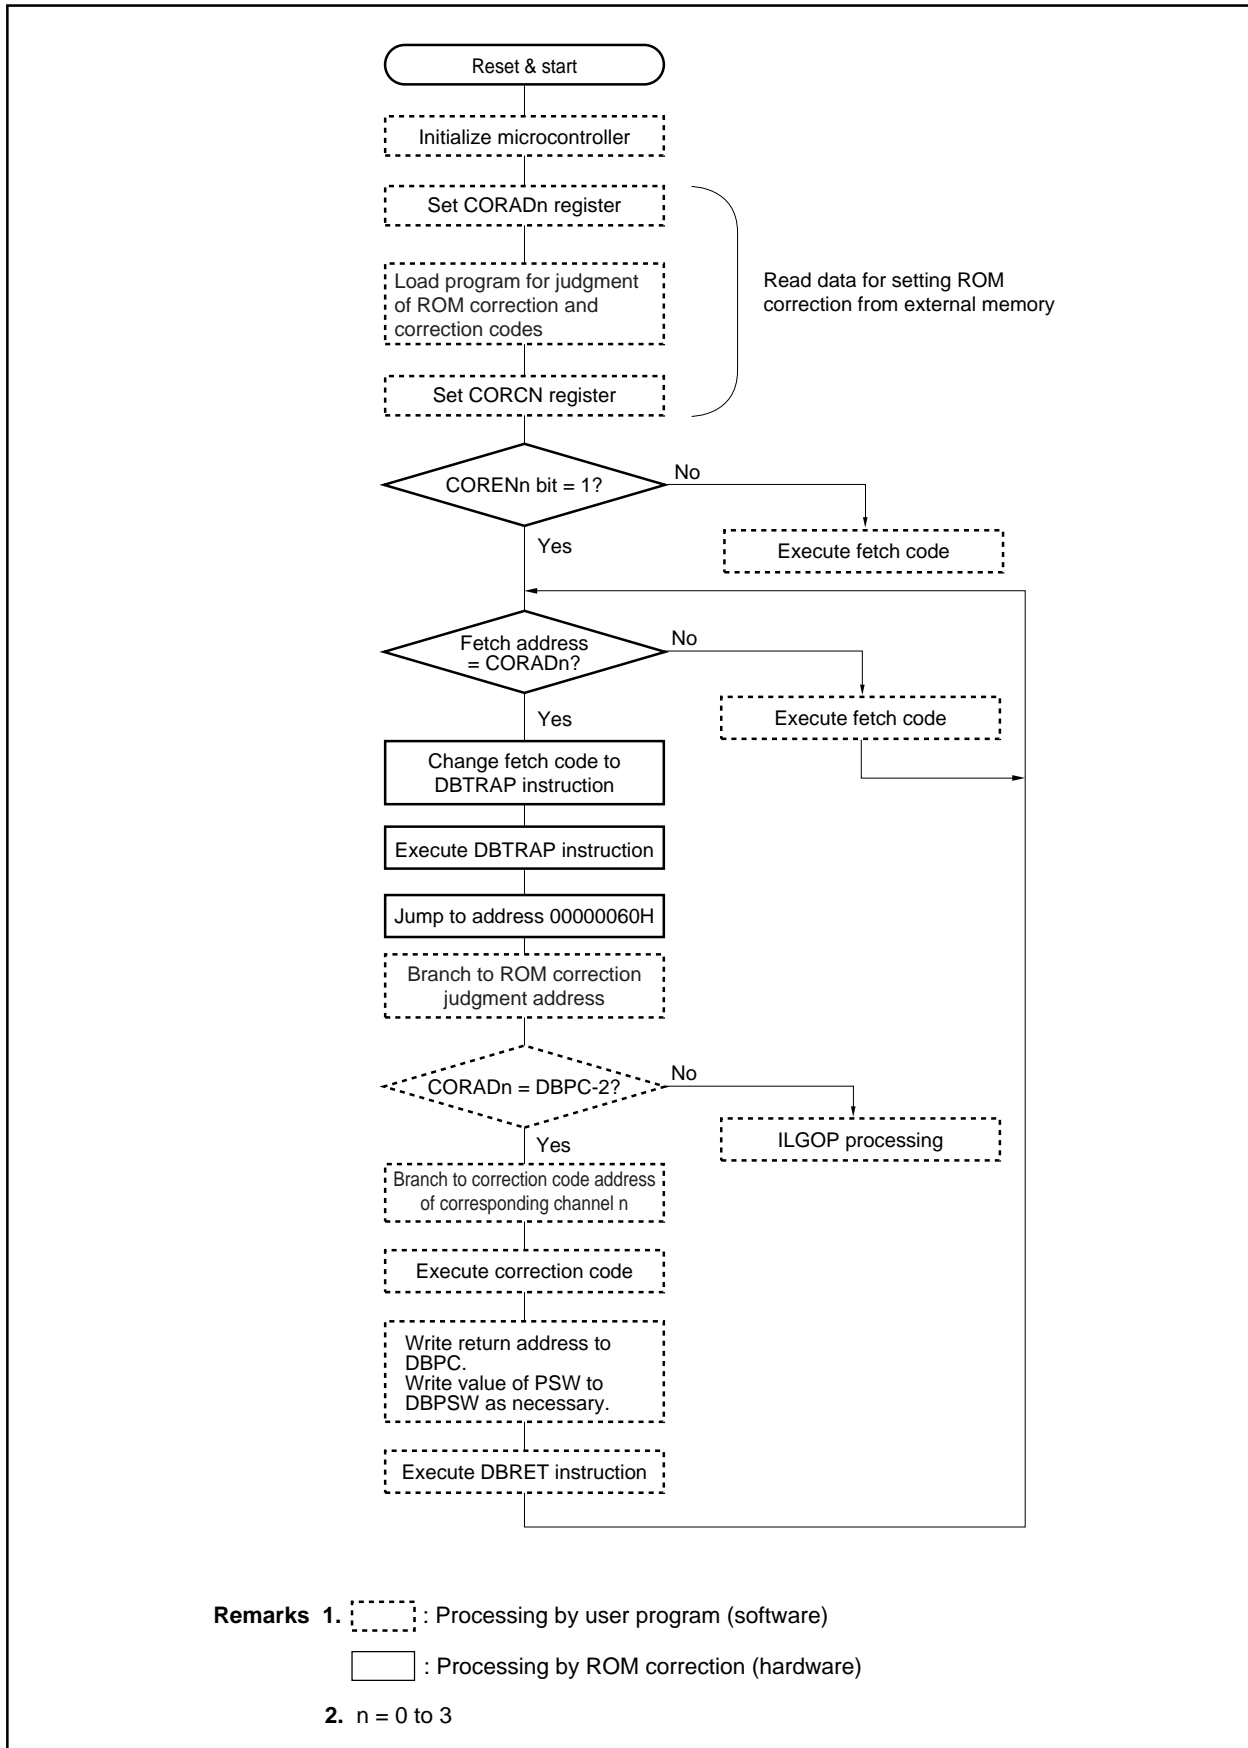 Reset & start
Initialize microcontroller
Set CORADn register
Load program for judgment
of ROM correction and
correction codes
Read data for setting ROM
correction from external memory
Set CORCN register
CORENn bit = 1?
No
Yes
Execute fetch code
Fetch address
= CORADn?
No
Yes
Execute fetch code
Change fetch code to
DBTRAP instruction
Execute DBTRAP instruction
Jump to address 00000060H
Branch to ROM correction
judgment address
CORADn = DBPC-2?
No
Yes
ILGOP processing
Branch to correction code address
of corresponding channel n
Execute correction code
Write return address to
DBPC.
Write value of PSW to
DBPSW as necessary.
Execute DBRET instruction
Remarks 1. : Processing by user program (software)
: Processing by ROM correction (hardware)
2. n = 0 to 3